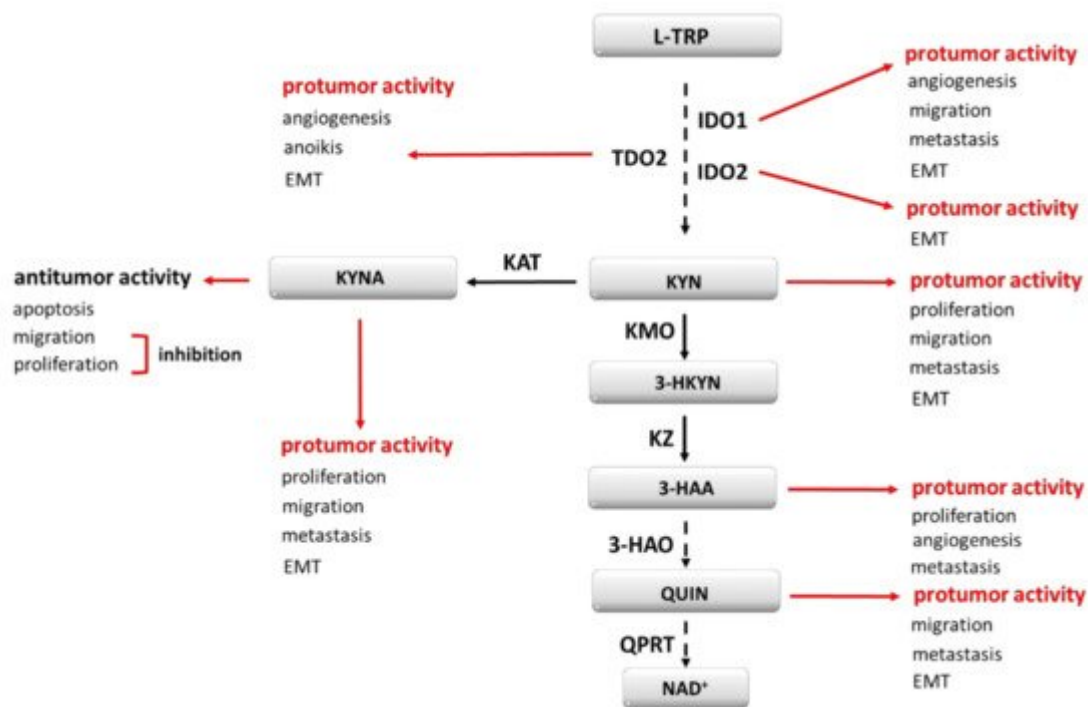 L-TRP
protumor activity
angiogenesis
migration
metastasis
EMT
protumor activity
angiogenesis
anoikis
EMT
IDO1
TDO2
IDO2
protumor activity
EMT
antitumor activity
apoptosis
migration
proliferation
inhibition
KYNA
KAT
KYN
protumor activity
proliferation
migration
metastasis
EMT
KMO
3-HKYN
KZ
protumor activity
proliferation
migration
metastasis
EMT
3-HAA
protumor activity
proliferation
angiogenesis
metastasis
3-HAO
QUIN
protumor activity
migration
metastasis
EMT
QPRT
NAD⁺